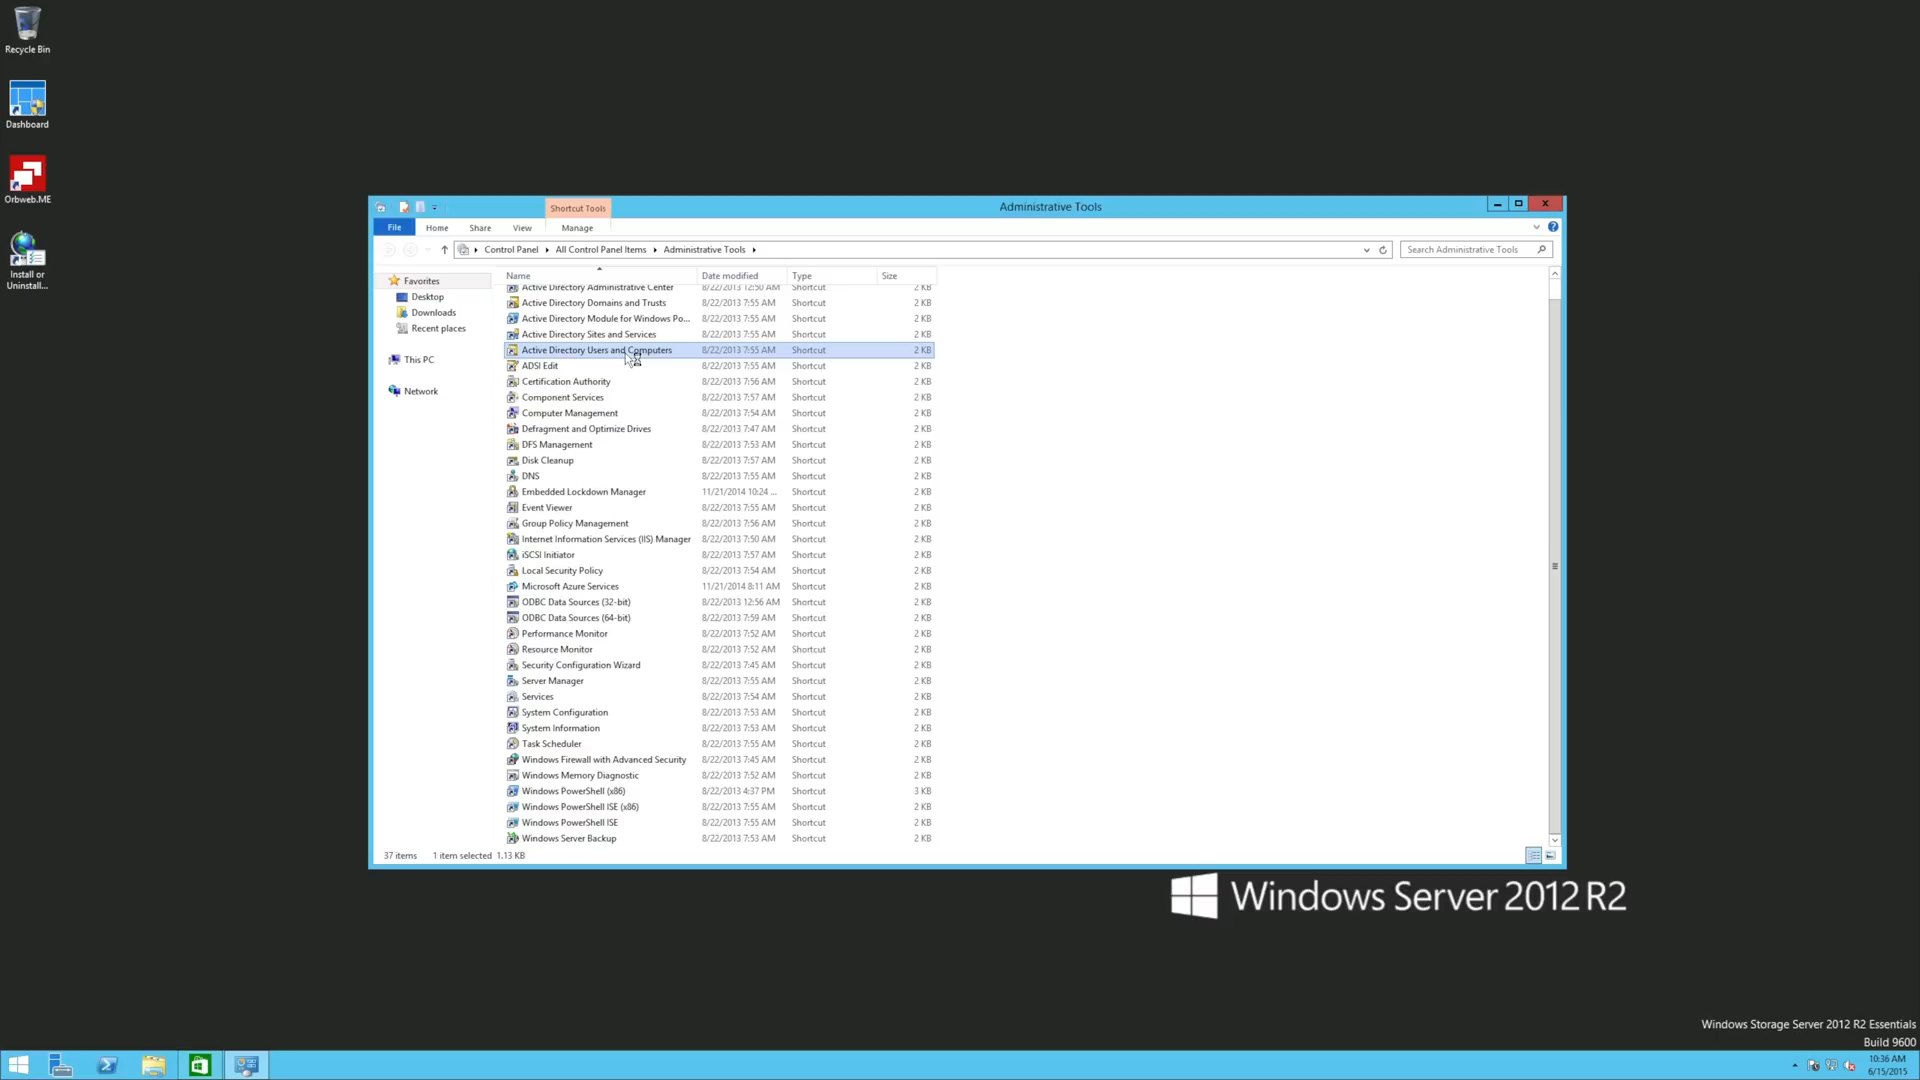 Recycle Bin
Dashboard
Orbweb.ME
Install or
Uninstall...
Shortcut Tools
Administrative Tools
File Home Share View Manage
Control Panel All Control Panel Items Administrative Tools
Search Administrative Tools
Favorites
Desktop
Downloads
Recent places
This PC
Network
Name Date modified Type Size
Active Directory Administrative Center 8/22/2013 12:50 AM Shortcut 2 KB
Active Directory Domains and Trusts 8/22/2013 7:55 AM Shortcut 2 KB
Active Directory Module for Windows Po... 8/22/2013 7:55 AM Shortcut 2 KB
Active Directory Sites and Services 8/22/2013 7:55 AM Shortcut 2 KB
Active Directory Users and Computers 8/22/2013 7:55 AM Shortcut 2 KB
ADSI Edit 8/22/2013 7:55 AM Shortcut 2 KB
Certification Authority 8/22/2013 7:56 AM Shortcut 2 KB
Component Services 8/22/2013 7:57 AM Shortcut 2 KB
Computer Management 8/22/2013 7:54 AM Shortcut 2 KB
Defragment and Optimize Drives 8/22/2013 7:47 AM Shortcut 2 KB
DFS Management 8/22/2013 7:53 AM Shortcut 2 KB
Disk Cleanup 8/22/2013 7:57 AM Shortcut 2 KB
DNS 8/22/2013 7:55 AM Shortcut 2 KB
Embedded Lockdown Manager 11/21/2014 10:24 ... Shortcut 2 KB
Event Viewer 8/22/2013 7:55 AM Shortcut 2 KB
Group Policy Management 8/22/2013 7:56 AM Shortcut 2 KB
Internet Information Services (IIS) Manager 8/22/2013 7:50 AM Shortcut 2 KB
iSCSI Initiator 8/22/2013 7:57 AM Shortcut 2 KB
Local Security Policy 8/22/2013 7:54 AM Shortcut 2 KB
Microsoft Azure Services 11/21/2014 8:11 AM Shortcut 2 KB
ODBC Data Sources (32-bit) 8/22/2013 12:56 AM Shortcut 2 KB
ODBC Data Sources (64-bit) 8/22/2013 7:59 AM Shortcut 2 KB
Performance Monitor 8/22/2013 7:52 AM Shortcut 2 KB
Resource Monitor 8/22/2013 7:52 AM Shortcut 2 KB
Security Configuration Wizard 8/22/2013 7:45 AM Shortcut 2 KB
Server Manager 8/22/2013 7:55 AM Shortcut 2 KB
Services 8/22/2013 7:54 AM Shortcut 2 KB
System Configuration 8/22/2013 7:53 AM Shortcut 2 KB
System Information 8/22/2013 7:53 AM Shortcut 2 KB
Task Scheduler 8/22/2013 7:55 AM Shortcut 2 KB
Windows Firewall with Advanced Security 8/22/2013 7:45 AM Shortcut 2 KB
Windows Memory Diagnostic 8/22/2013 7:52 AM Shortcut 2 KB
Windows PowerShell (x86) 8/22/2013 4:37 PM Shortcut 3 KB
Windows PowerShell ISE (x86) 8/22/2013 7:55 AM Shortcut 2 KB
Windows PowerShell ISE 8/22/2013 7:55 AM Shortcut 2 KB
Windows Server Backup 8/22/2013 7:53 AM Shortcut 2 KB
37 items 1 item selected 1.13 KB
Windows Server 2012 R2
Windows Storage Server 2012 R2 Essentials
Build 9600
10:36 AM
6/15/2015